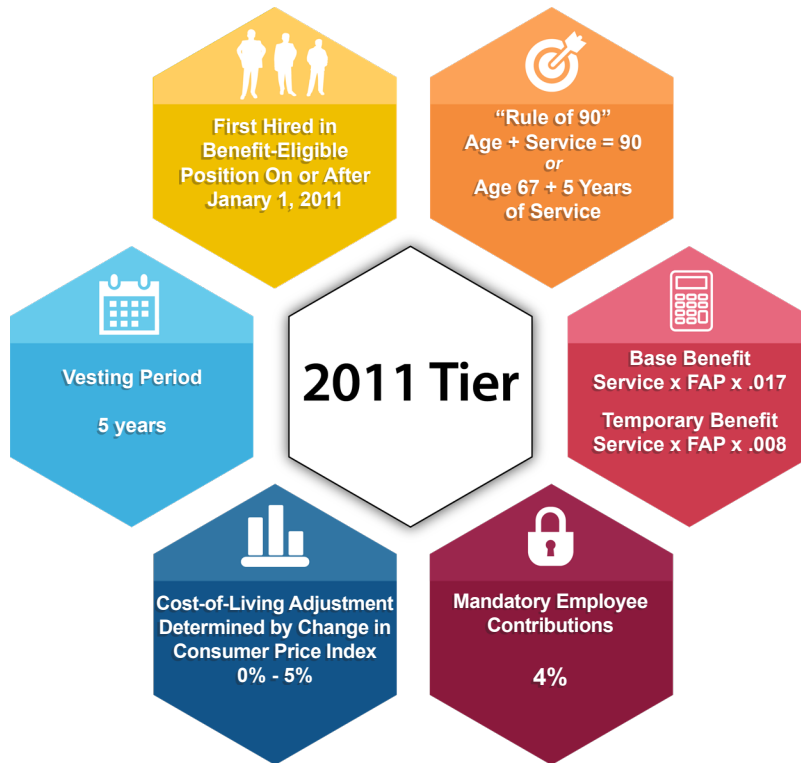 First Hired in
Benefit-Eligible
Position On or After
Janary 1, 2011
“Rule of 90”
Age + Service = 90
or
Age 67 + 5 Years
of Service
Vesting Period
5 years
2011 Tier
Base Benefit
Service x FAP x .017
Temporary Benefit
Service x FAP x .008
Cost-of-Living Adjustment
Determined by Change in
Consumer Price Index
0% - 5%
Mandatory Employee
Contributions
4%